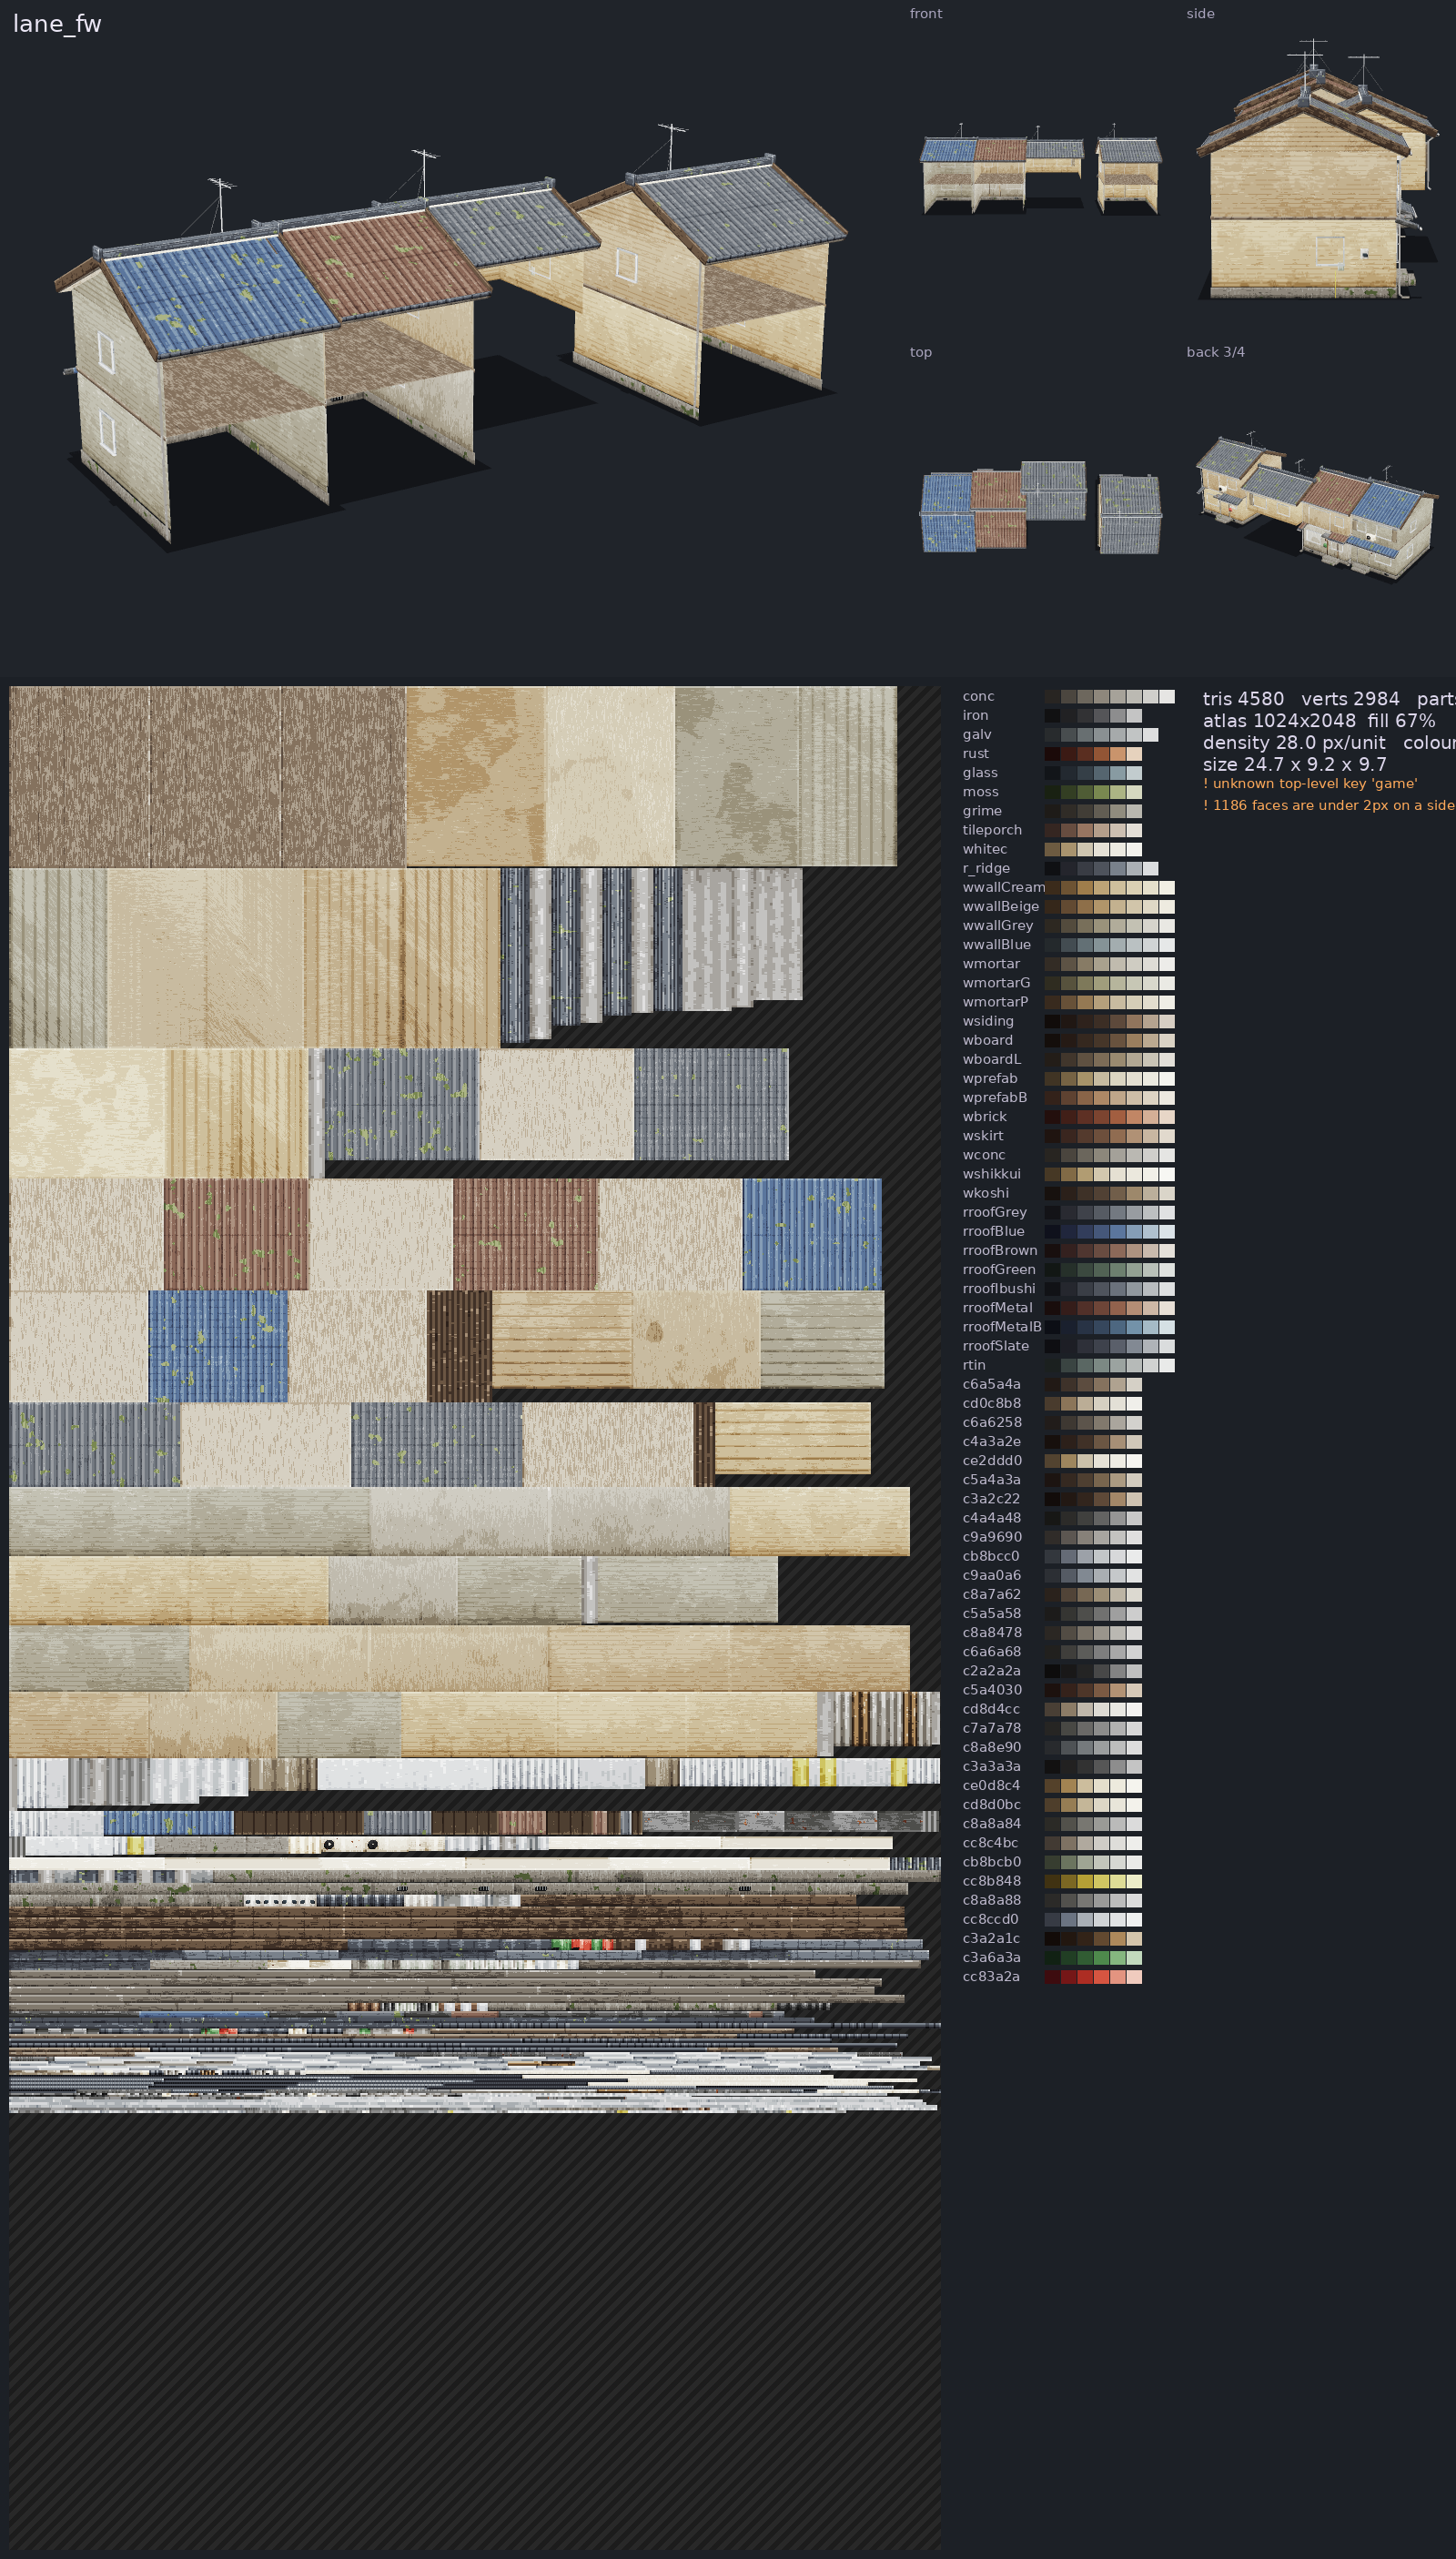 lane_fw
front
side
top
back 3/4
conc
iron
galv
rust
glass
moss
grime
tileporch
whitec
r_ridge
wwallCream
wwallBeige
wwallGrey
wwallBlue
wmortar
wmortarG
wmortarP
wsiding
wboard
wboardL
wprefab
wprefabB
wbrick
wskirt
wconc
wshikkui
wkoshi
rroofGrey
rroofBlue
rroofBrown
rroofGreen
rroofIbushi
rroofMetal
rroofMetalB
rroofSlate
rtin
c6a5a4a
cd0c8b8
c6a6258
c4a3a2e
ce2ddd0
c5a4a3a
c3a2c22
c4a4a48
c9a9690
cb8bcc0
c9aa0a6
c8a7a62
c5a5a58
c8a8478
c6a6a68
c2a2a2a
c5a4030
cd8d4cc
c7a7a78
c8a8e90
c3a3a3a
ce0d8c4
cd8d0bc
c8a8a84
cc8c4bc
cb8bcb0
cc8b848
c8a8a88
cc8ccd0
c3a2a1c
c3a6a3a
cc83a2a
tris 4580 verts 2984 parts
atlas 1024x2048 fill 67%
density 28.0 px/unit colour
size 24.7 x 9.2 x 9.7
! unknown top-level key 'game'
! 1186 faces are under 2px on a side